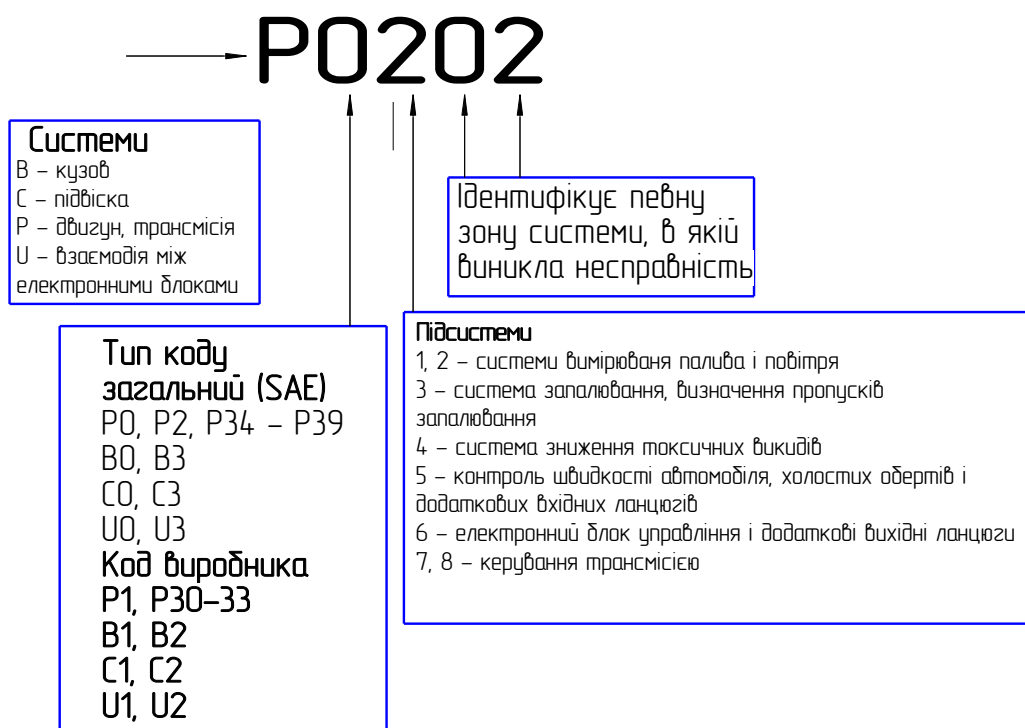 P0202
Системи
B – кузов
C – підвіска
P – двигун, трансмісія
U – взаємодія між
електронними блоками
Ідентифікує певну
зону системи, в якій
виникла несправність
Тип коду
загальний (SAE)
P0, P2, P34 – P39
B0, B3
C0, C3
U0, U3
Код виробника
P1, P30–33
B1, B2
C1, C2
U1, U2
Підсистеми
1, 2 – системи вимірюваня палива і повітря
3 – система запалювання, визначення пропусків
запалювання
4 – система зниження токсичних викидів
5 – контроль швидкості автомобіля, холостих обертів і
додаткових вхідних ланцюгів
6 – електронний блок управління і додаткові вихідні ланцюги
7, 8 – керування трансмісією